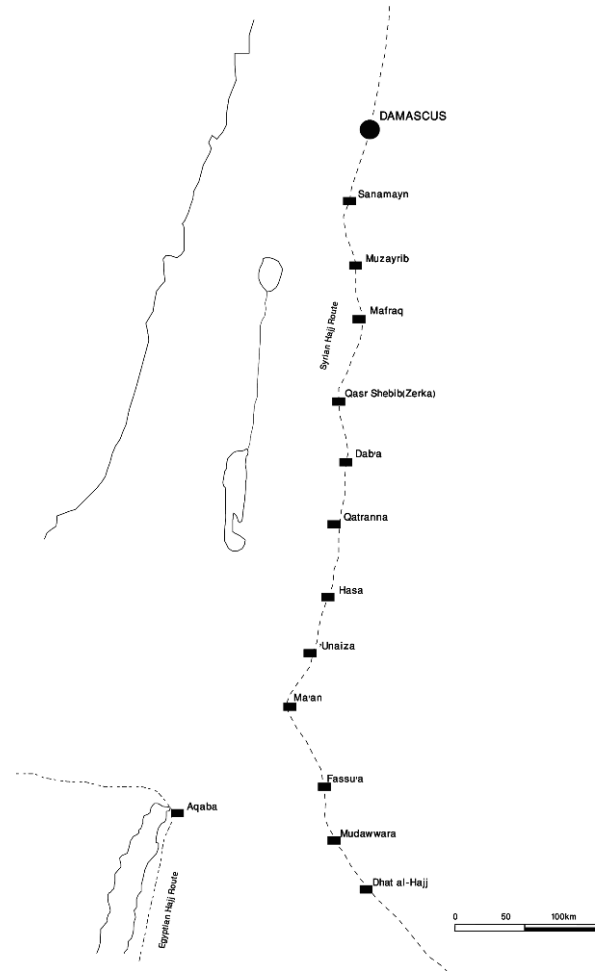 DAMASCUS
Sanamayn
Muzayrib
Mafraq
Syrian Hajj Route
Qasr Shebib(Zerka)
Dab'a
Qatranna
Hasa
'Unaiza
Ma'an
Fassu'a
Aqaba
Mudawwara
Dhat al-Hajj
Egyptian Hajj Route
0 50 100km